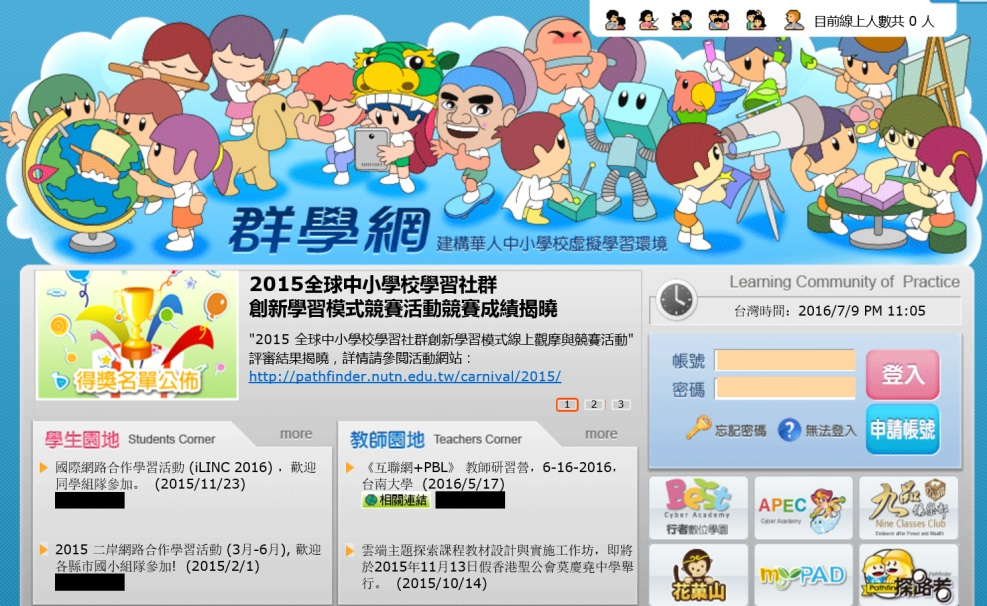 目前線上人數共 0 人
群學網 建構華人中小學校虛擬學習環境
2015全球中小學校學習社群
創新學習模式競賽活動競賽成績揭曉
"2015 全球中小學校學習社群創新學習模式線上觀摩與競賽活動"
評審結果揭曉，詳情請參閱活動網站：
http://pathfinder.nutn.edu.tw/carnival/2015/
得獎名單公佈
1 2 3
Learning Community of Practice
台灣時間：2016/7/9 PM 11:05
帳號
密碼
登入
忘記密碼 無法登入 申請帳號
學生園地 Students Corner more
國際網路合作學習活動 (iLINC 2016) ，歡迎
同學組隊參加。 (2015/11/23)
2015 二岸網路合作學習活動 (3月-6月), 歡迎
各縣市國小組隊參加! (2015/2/1)
教師園地 Teachers Corner more
《互聯網+PBL》 教師研習營，6-16-2016，
台南大學 (2016/5/17)
相關連結
雲端主題探索課程教材設計與實施工作坊，即將
於2015年11月13日假香港聖公會莫慶堯中學舉
行。 (2015/10/14)
Best
Cyber Academy
行者數位學園
APEC
Cyber Academy
九品
Nine Classes Club
花菓山
myPAD
Pathfinder
探路者